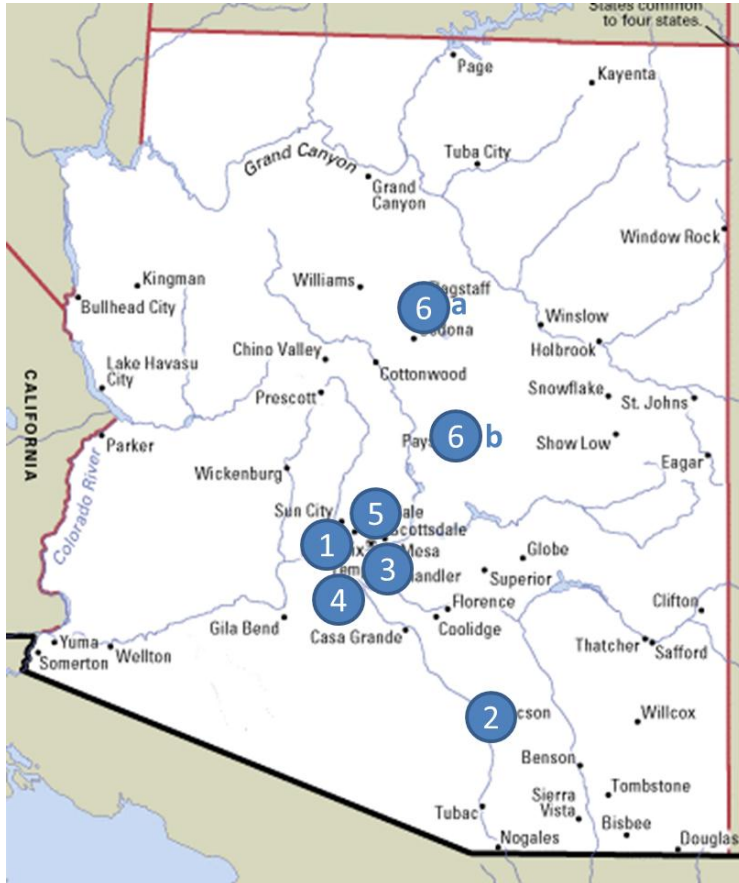 States common
to four states.
Page
Kayenta
Tuba City
Grand Canyon
Grand
Canyon
Window Rock
Kingman
Williams
6
a
Bullhead City
Winslow
Holbrook
Chino Valley
Cottonwood
Lake Havasu
City
Prescott
Snowflake
St. Johns
CALIFORNIA
Parker
6
b
Show Low
Eagar
Colorado River
Wickenburg
Sun City
5
Scottsdale
1
Mesa
Globe
3
Superior
4
Florence
Clifton
Gila Bend
Casa Grande
Coolidge
Yuma
Wellton
Somerton
Thatcher
Safford
2
Willcox
Benson
Tombstone
Sierra
Vista
Tubac
Bisbee
Nogales
Douglas